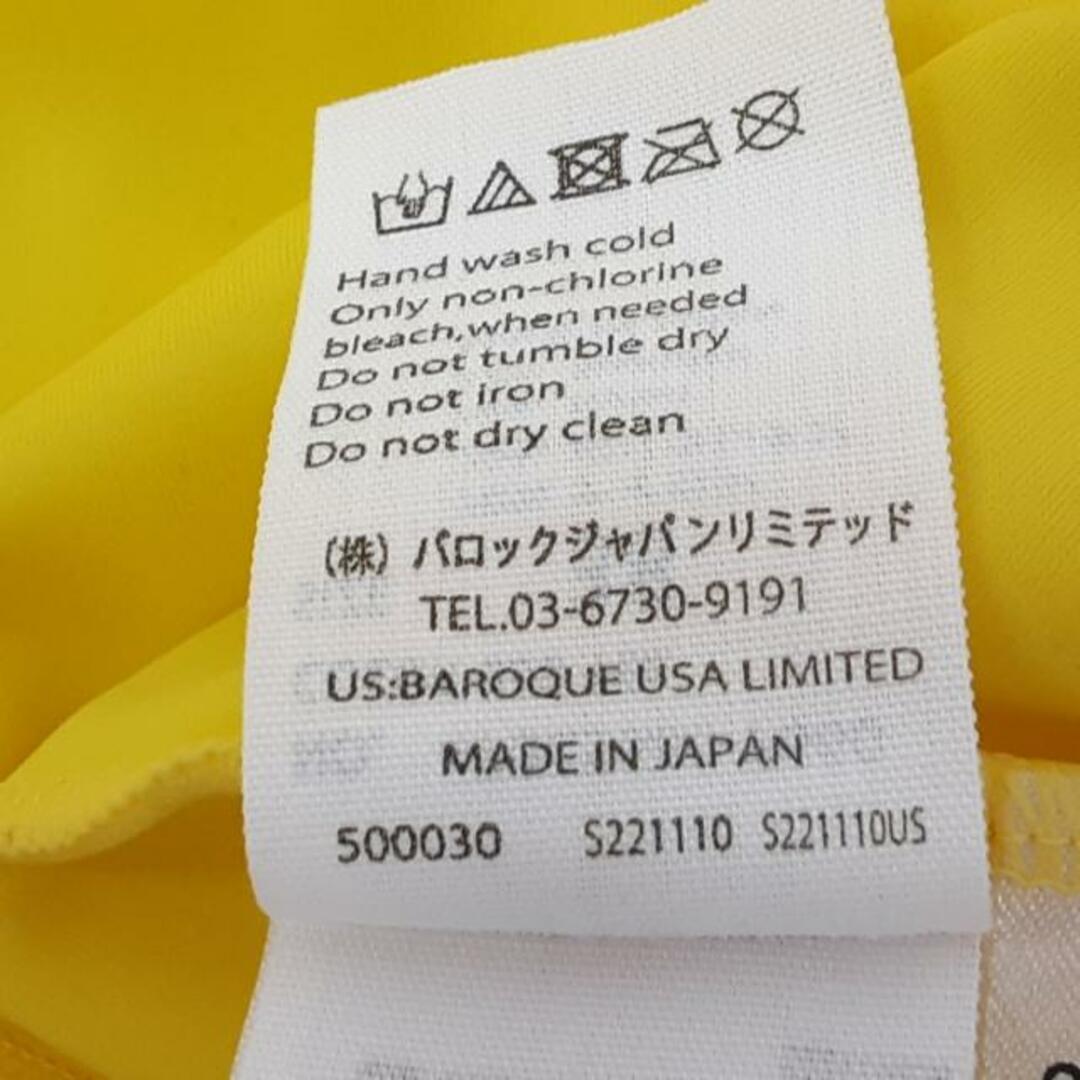 Hand wash cold
Only non-chlorine
bleach,when needed
Do not tumble dry
Do not iron
Do not dry clean
(株) バロックジャパンリミテッド
TEL.03-6730-9191
US:BAROQUE USA LIMITED
MADE IN JAPAN
500030 S221110 S221110US